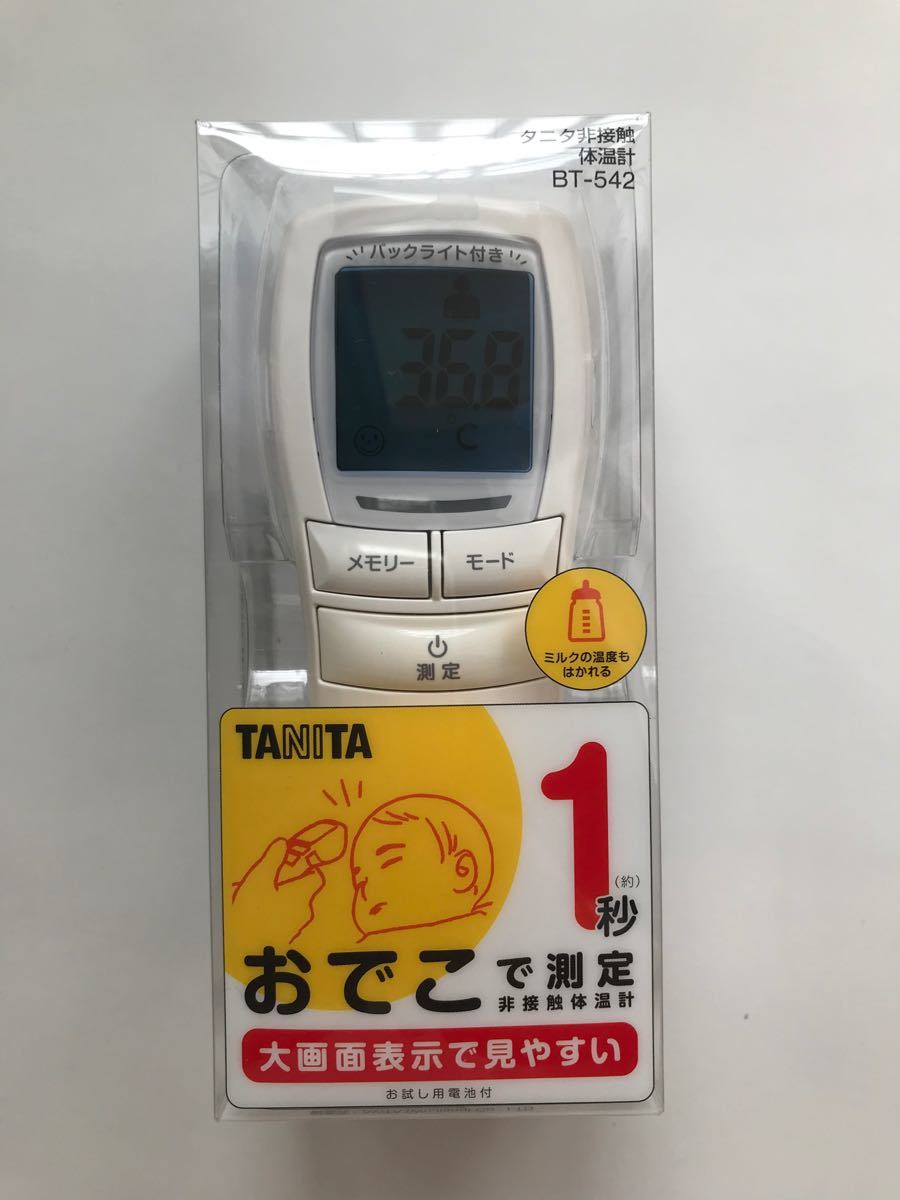 タニタ非接触
体温計
BT-542
バックライト付き
36.8
℃
メモリー
モード
測定
ミルクの温度も
はかれる
TANITA
1
(約)
秒
おでこで測定
非接触体温計
大画面表示で見やすい
お試し用電池付